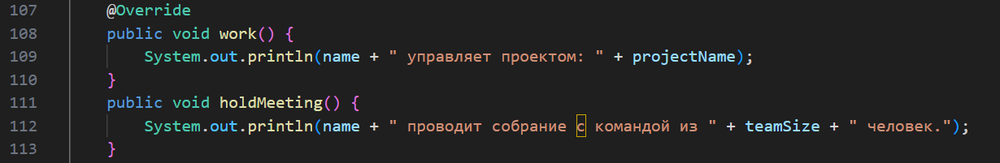 107 @Override
108 public void work() {
109 System.out.println(name + " управляет проектом: " + projectName);
110 }
111 public void holdMeeting() {
112 System.out.println(name + " проводит собрание с командой из " + teamSize + " человек.");
113 }